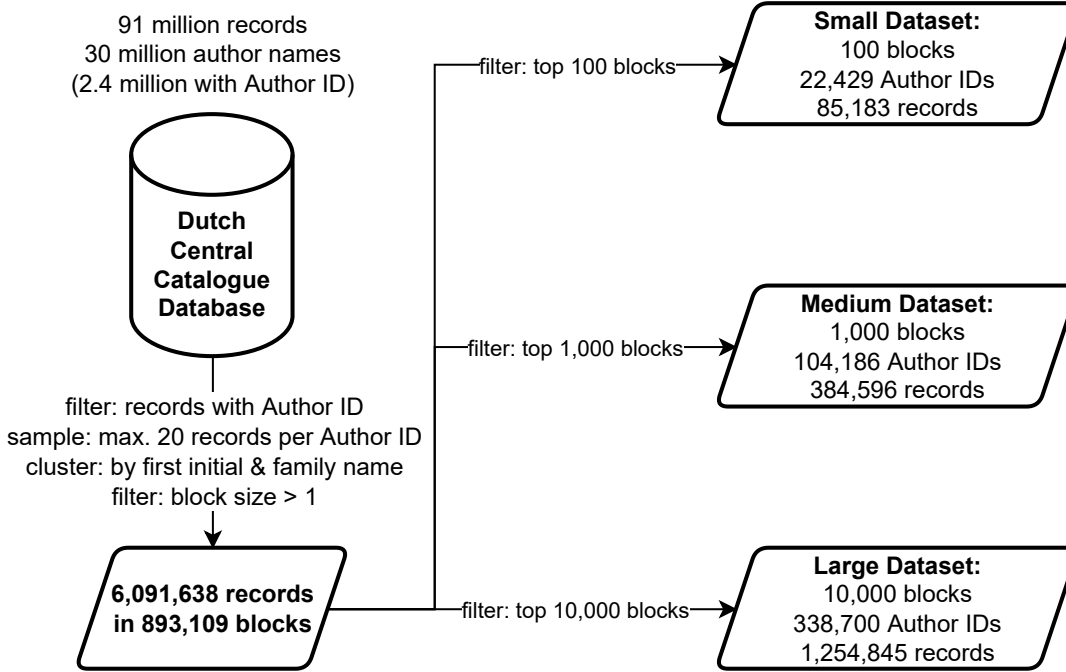 91 million records
30 million author names
(2.4 million with Author ID)
Dutch
Central
Catalogue
Database
filter: records with Author ID
sample: max. 20 records per Author ID
cluster: by first initial & family name
filter: block size > 1
6,091,638 records
in 893,109 blocks
filter: top 100 blocks
Small Dataset:
100 blocks
22,429 Author IDs
85,183 records
filter: top 1,000 blocks
Medium Dataset:
1,000 blocks
104,186 Author IDs
384,596 records
filter: top 10,000 blocks
Large Dataset:
10,000 blocks
338,700 Author IDs
1,254,845 records